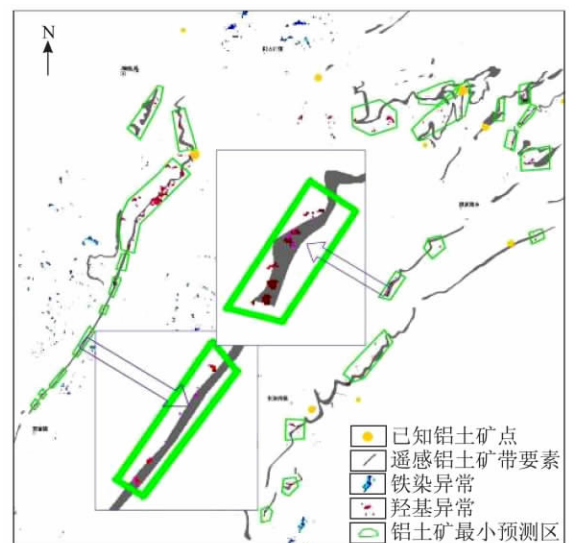 N
已知铝土矿点
遥感铝土矿带要素
铁染异常
羟基异常
铝土矿最小预测区